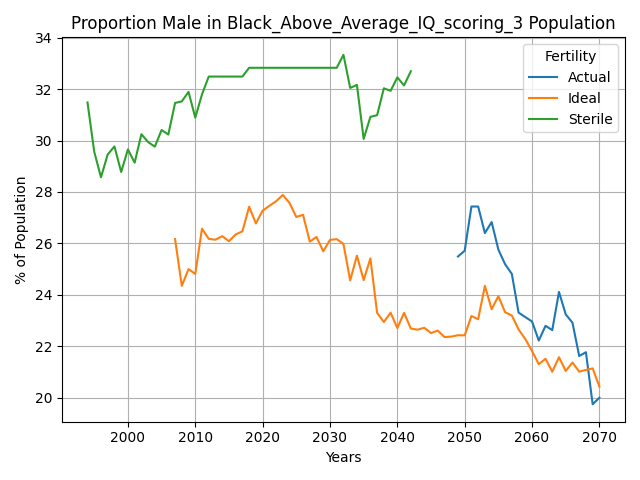 Proportion Male in Black_Above_Average_IQ_scoring_3 Population
34
32
30
28
26
24
22
20
% of Population
Fertility
Actual
Ideal
Sterile
2000 2010 2020 2030 2040 2050 2060 2070
Years